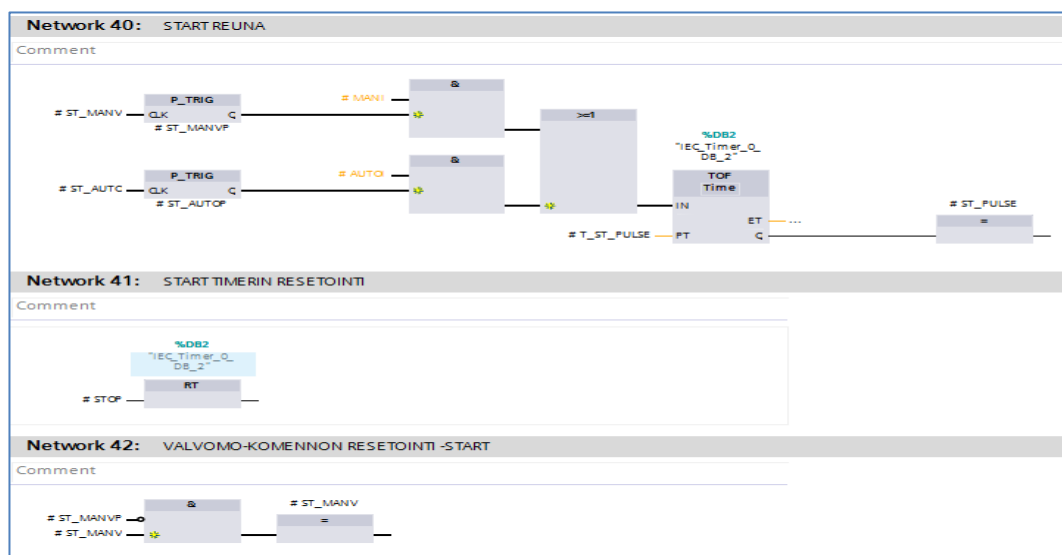 Network 40: START REUNA
Comment
&
# MANI
P_TRIG
# ST_MANV CLK Q
# ST_MANVP
>=1
%DB2
"IEC_Timer_0_
DB_2"
&
# AUTOI
P_TRIG
# ST_AUTC CLK Q
# ST_AUTOP
TOF
Time
IN
ET ...
# T_ST_PULSE PT Q
# ST_PULSE
=
Network 41: START TIMERIN RESETOINTI
Comment
%DB2
"IEC_Timer_0_
DB_2"
RT
# STOP
Network 42: VALVOMO-KOMENNON RESETOINTI -START
Comment
&
# ST_MANVP
# ST_MANV
# ST_MANV
=